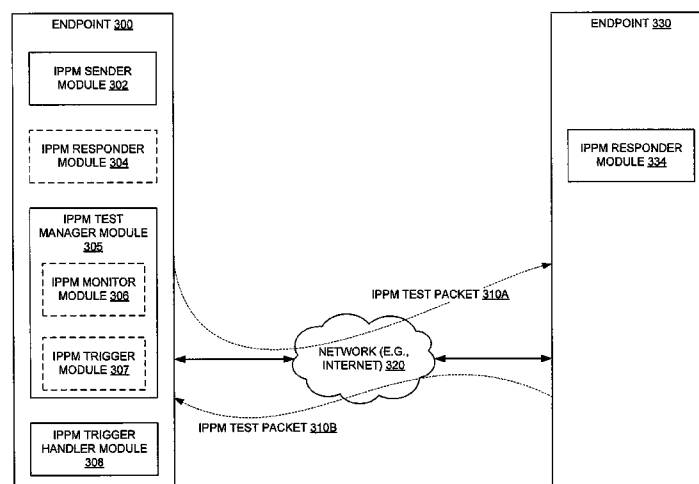 ENDPOINT 300
IPPM SENDER
MODULE 302
IPPM RESPONDER
MODULE 304
IPPM TEST
MANAGER MODULE
305
IPPM MONITOR
MODULE 306
IPPM TRIGGER
MODULE 307
IPPM TRIGGER
HANDLER MODULE
308
IPPM TEST PACKET 310A
NETWORK (E.G.,
INTERNET) 320
IPPM TEST PACKET 310B
ENDPOINT 330
IPPM RESPONDER
MODULE 334